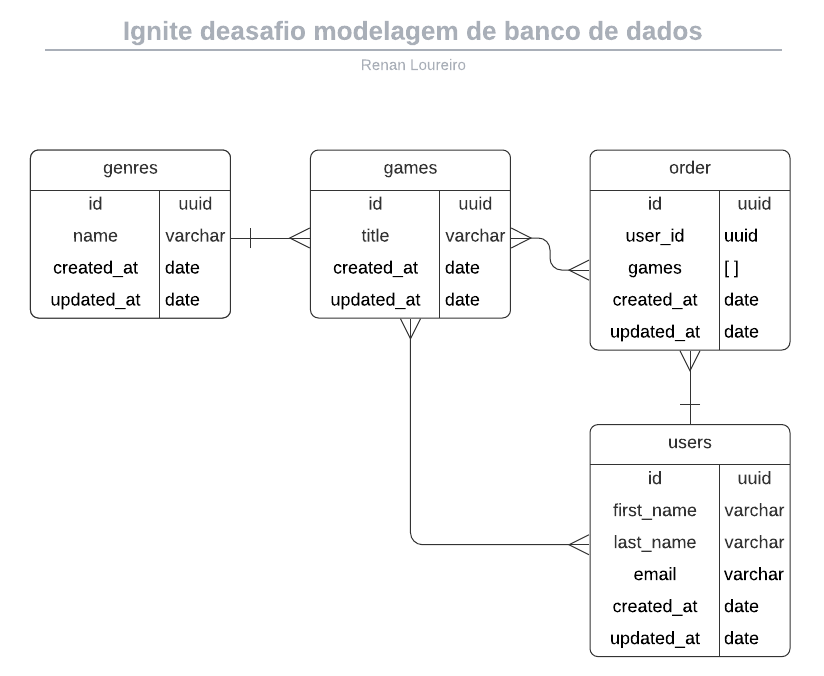 Ignite deasafio modelagem de banco de dados
Renan Loureiro
genres
id uuid
name varchar
created_at date
updated_at date
games
id uuid
title varchar
created_at date
updated_at date
order
id uuid
user_id uuid
games [ ]
created_at date
updated_at date
users
id uuid
first_name varchar
last_name varchar
email varchar
created_at date
updated_at date